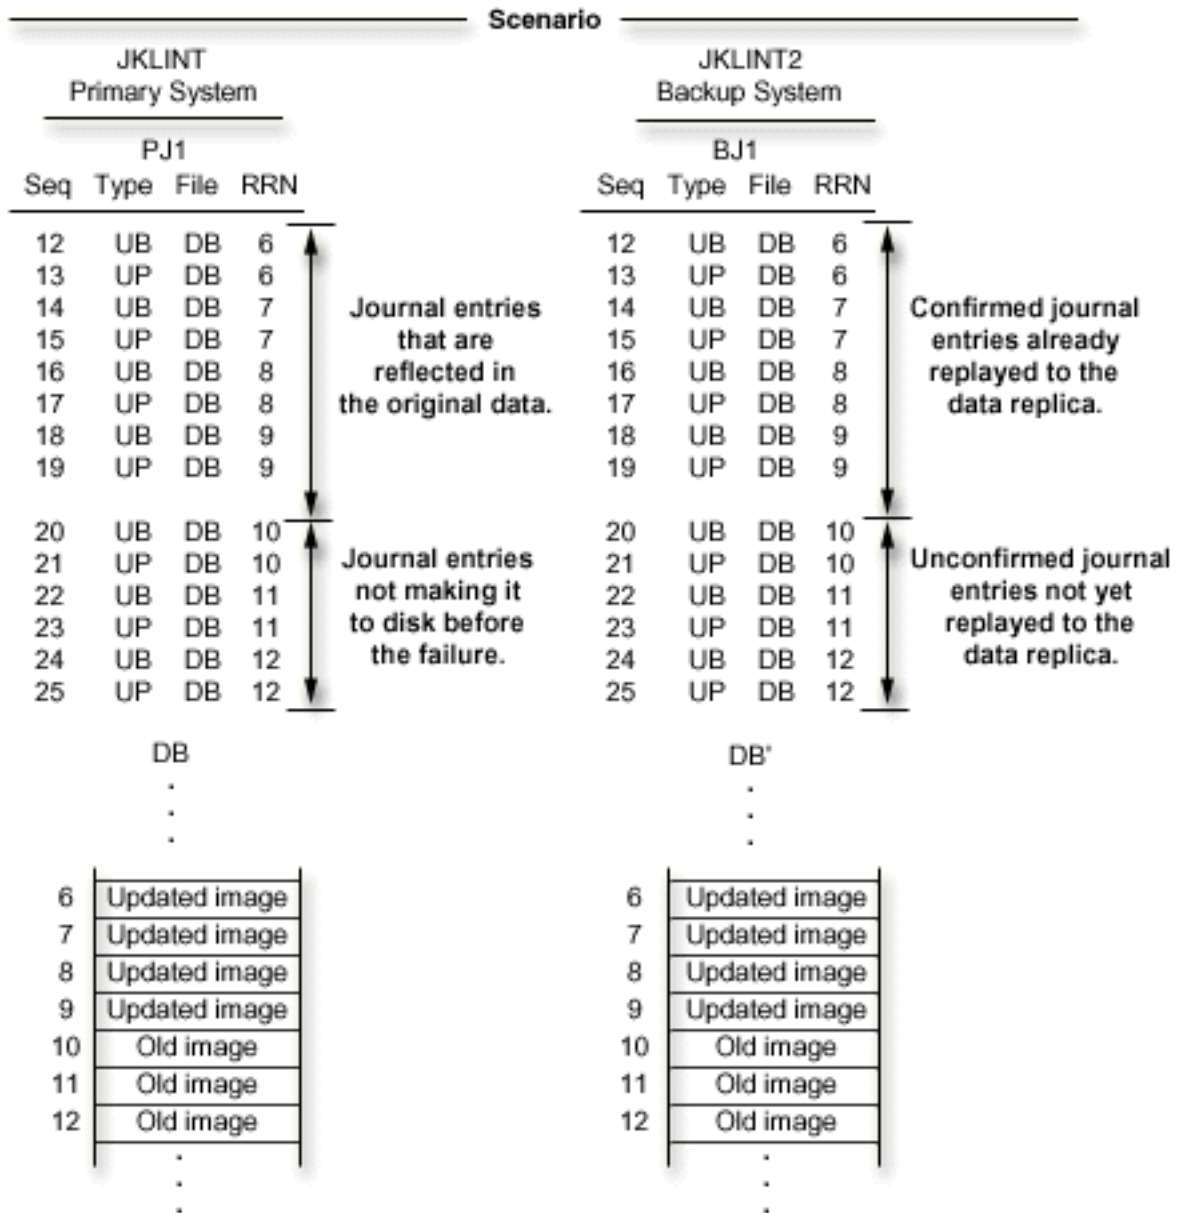 Scenario
JKLINT
Primary System
PJ1
Seq Type File RRN
12 UB DB 6
13 UP DB 6
14 UB DB 7
15 UP DB 7
16 UB DB 8
17 UP DB 8
18 UB DB 9
19 UP DB 9
20 UB DB 10
21 UP DB 10
22 UB DB 11
23 UP DB 11
24 UB DB 12
25 UP DB 12
Journal entries
that are
reflected in
the original data.
Journal entries
not making it
to disk before
the failure.
DB
6 Updated image
7 Updated image
8 Updated image
9 Updated image
10 Old image
11 Old image
12 Old image
JKLINT2
Backup System
BJ1
Seq Type File RRN
12 UB DB 6
13 UP DB 6
14 UB DB 7
15 UP DB 7
16 UB DB 8
17 UP DB 8
18 UB DB 9
19 UP DB 9
20 UB DB 10
21 UP DB 10
22 UB DB 11
23 UP DB 11
24 UB DB 12
25 UP DB 12
Confirmed journal
entries already
replayed to the
data replica.
Unconfirmed journal
entries not yet
replayed to the
data replica.
DB'
6 Updated image
7 Updated image
8 Updated image
9 Updated image
10 Old image
11 Old image
12 Old image